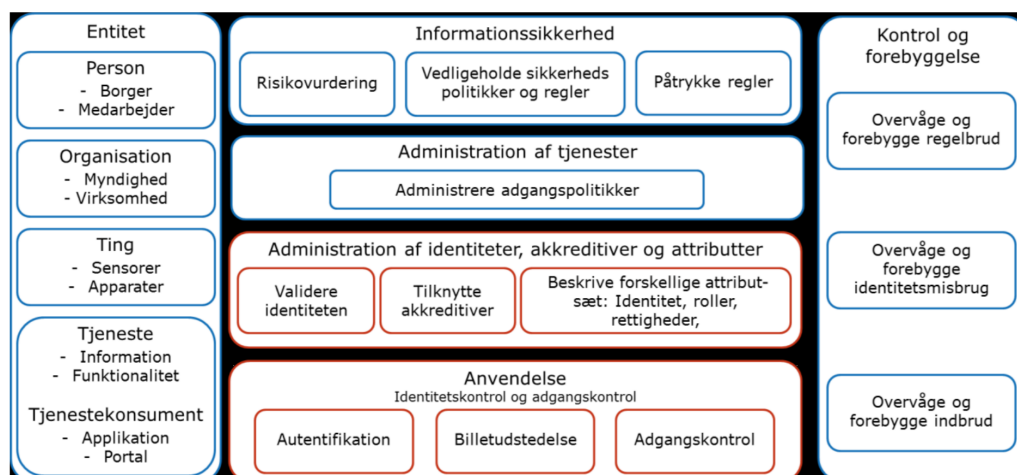 Entitet
Person
- Borger
- Medarbejder
Organisation
- Myndighed
- Virksomhed
Ting
- Sensorer
- Apparater
Tjeneste
- Information
- Funktionalitet
Tjenestekonsument
- Applikation
- Portal
Informationssikkerhed
Risikovurdering
Vedligeholde sikkerheds
politikker og regler
Påtrykke regler
Administration af tjenester
Administrere adgangspolitikker
Administration af identiteter, akkreditiver og attributter
Validere
identiteten
Tilknytte
akkreditiver
Beskrive forskellige attribut-
sæt: Identitet, roller,
rettigheder,
Anvendelse
Identitetskontrol og adgangskontrol
Autentifikation
Billetudstedelse
Adgangskontrol
Kontrol og
forebyggelse
Overvåge og
forebygge regelbrud
Overvåge og
forebygge
identitetsmisbrug
Overvåge og
forebygge indbrud